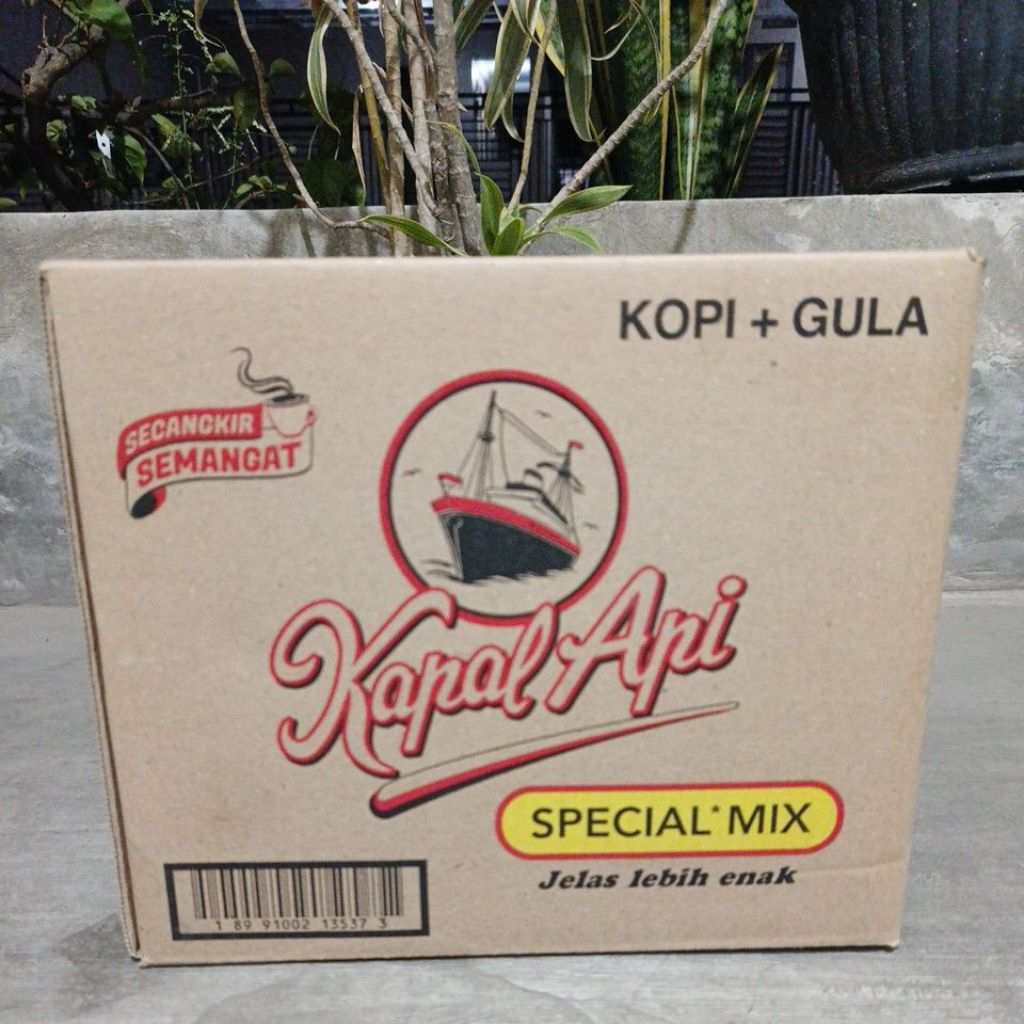 KOPI + GULA
SECANGKIR
SEMANGAT
Kapal Api
SPECIAL* MIX
Jelas lebih enak
1 89 91002 13537 3